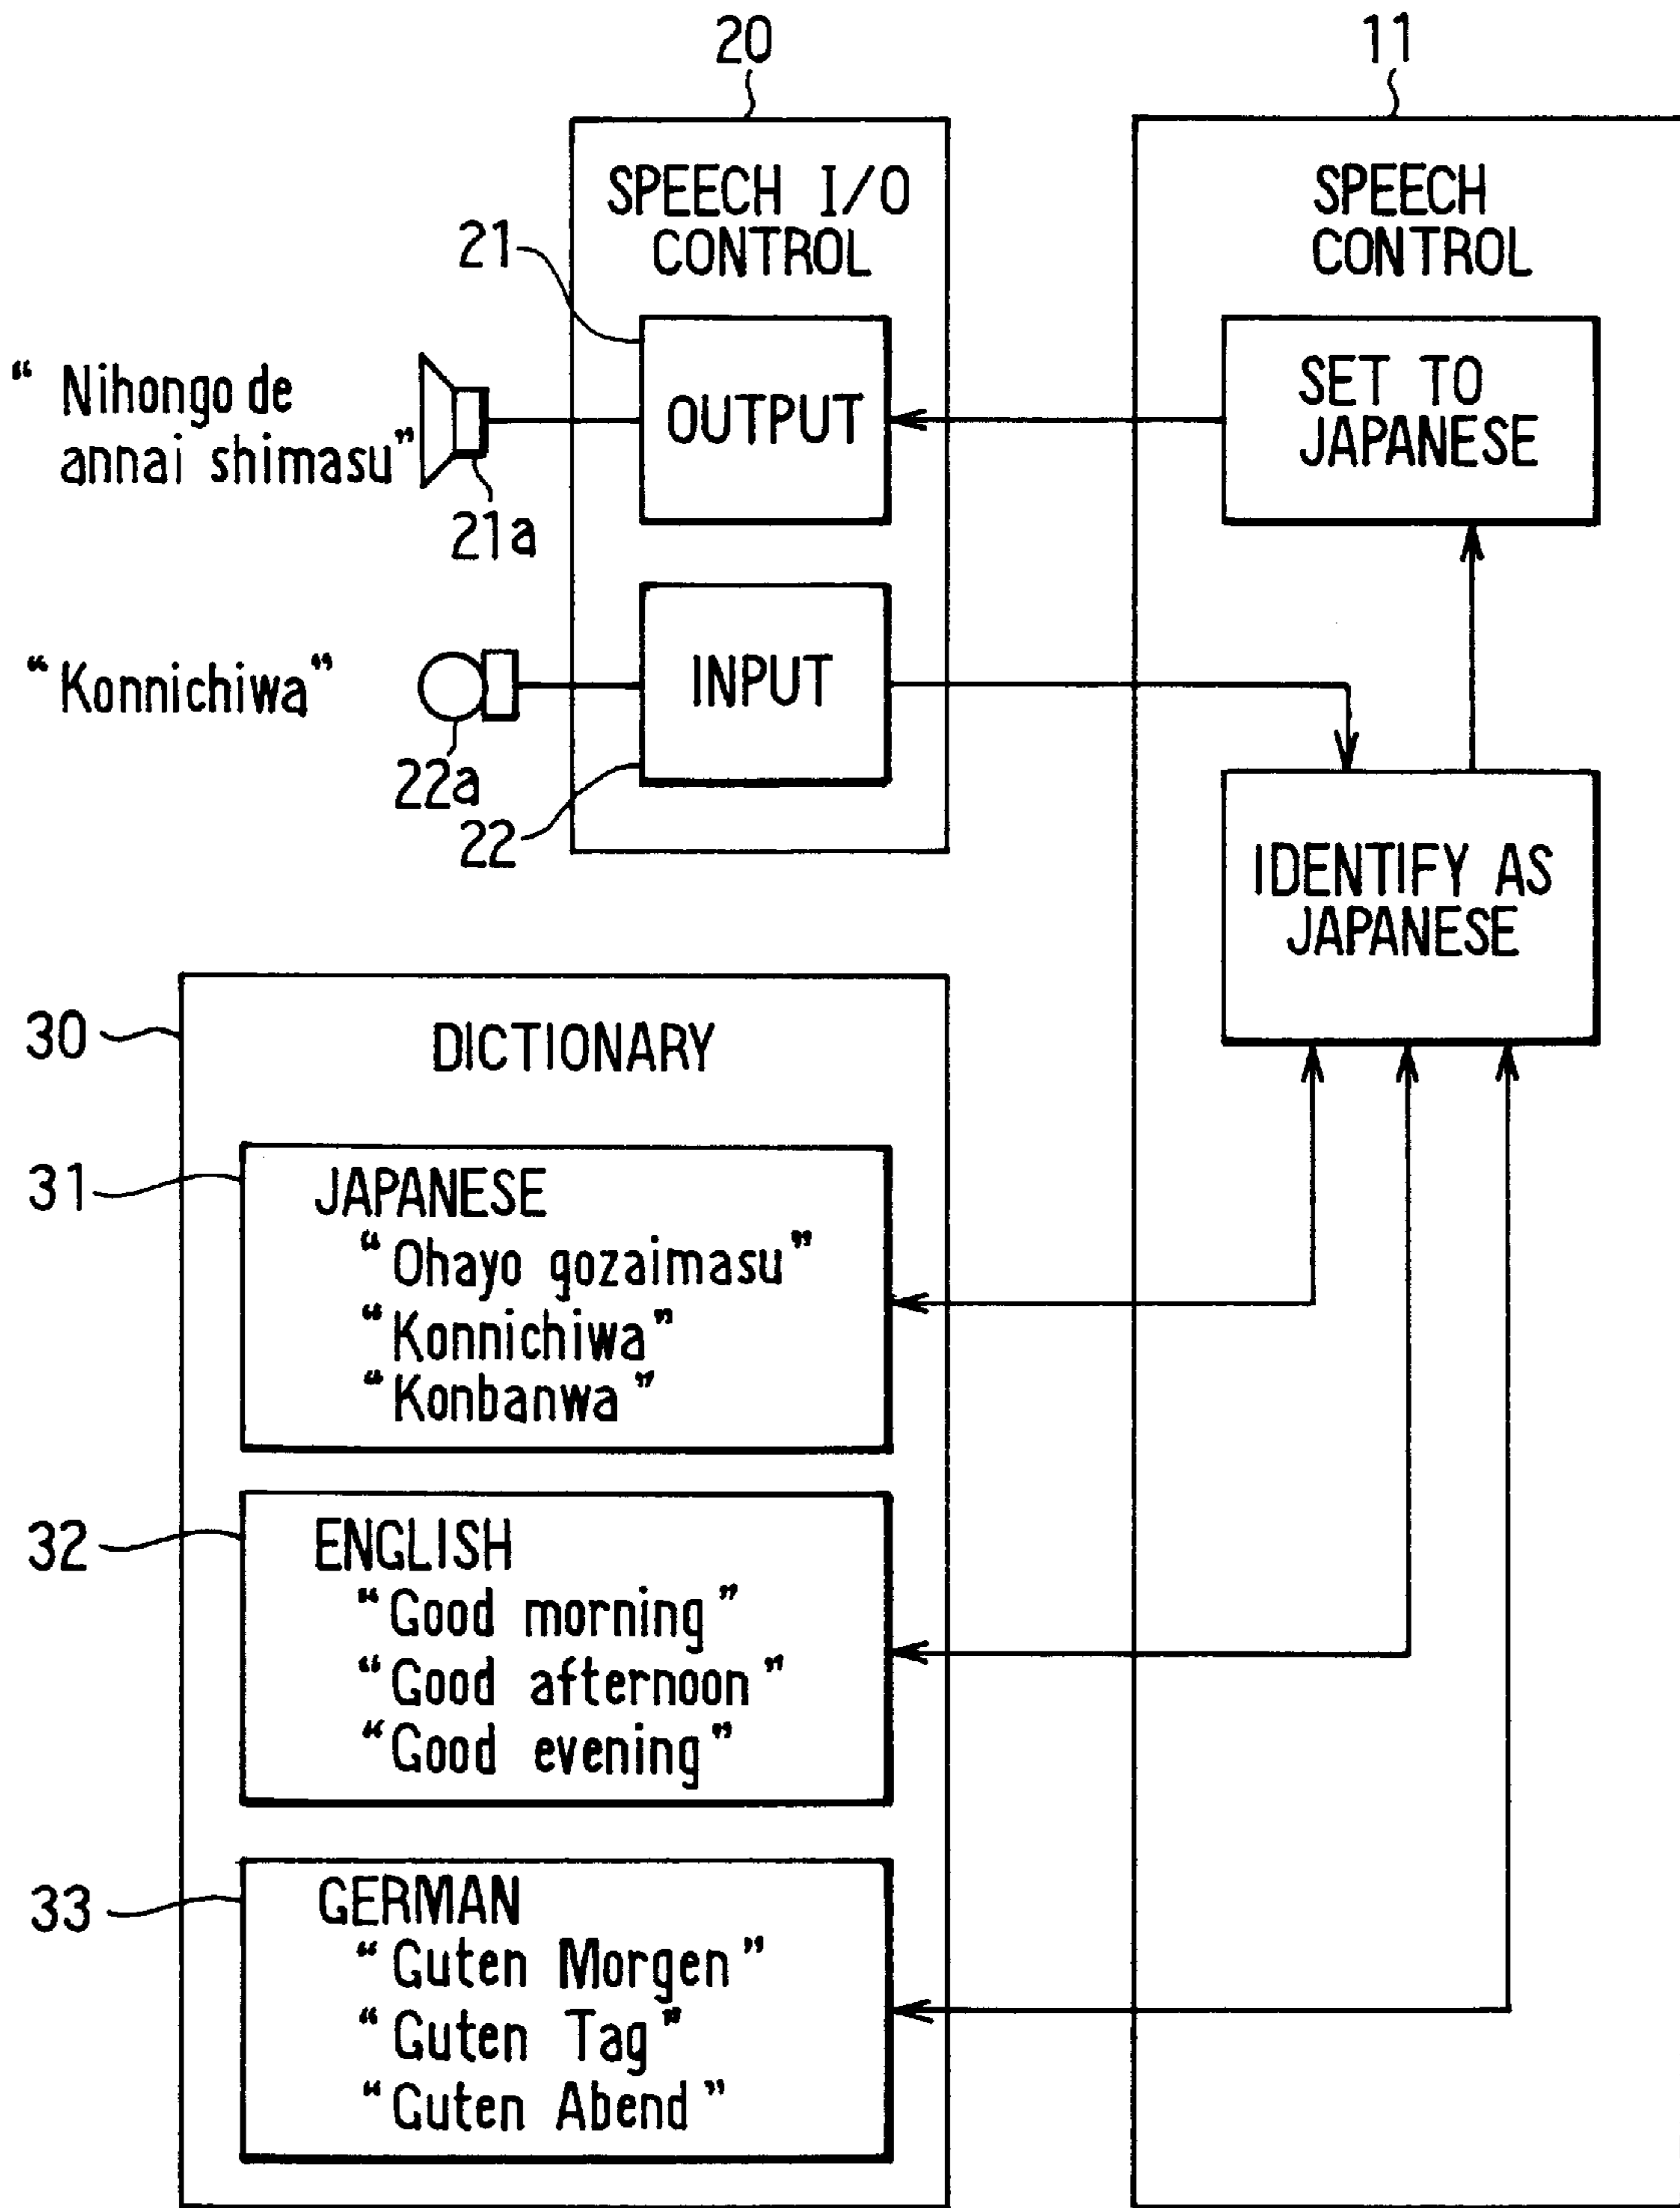 20
11
SPEECH I/O
CONTROL
SPEECH
CONTROL
21
“ Nihongo de
annai shimasu”
OUTPUT
SET TO
JAPANESE
21a
“Konnichiwa”
INPUT
22a
22
IDENTIFY AS
JAPANESE
30
DICTIONARY
31
JAPANESE
“Ohayo gozaimasu”
“Konnichiwa”
“Konbanwa”
32
ENGLISH
“Good morning”
“Good afternoon”
“Good evening”
33
GERMAN
“Guten Morgen”
“Guten Tag”
“Guten Abend”